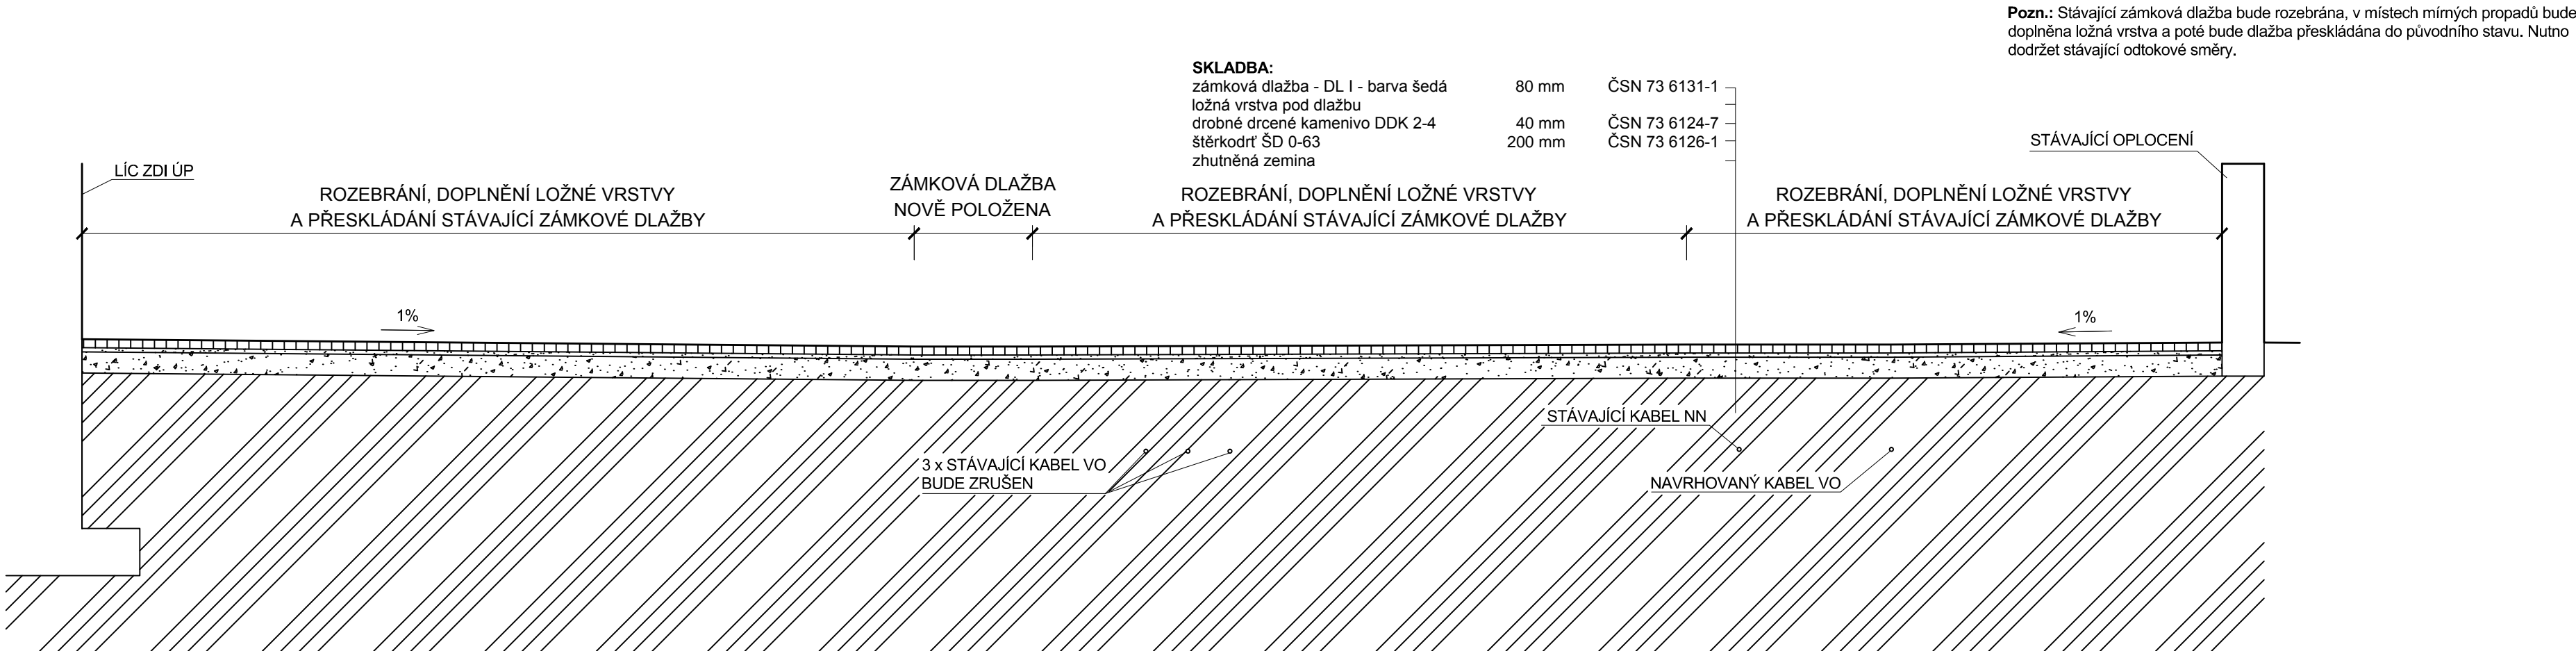 Pozn.: Stávající zámková dlažba bude rozebrána, v místech mírných propadů bude
doplněna ložná vrstva a poté bude dlažba přeskládána do původního stavu. Nutno
dodržet stávající odtokové směry.
SKLADBA:
zámková dlažba - DL I - barva šedá 80 mm ČSN 73 6131-1
ložná vrstva pod dlažbu
drobné drcené kamenivo DDK 2-4 40 mm ČSN 73 6124-7
štěrkodrť ŠD 0-63 200 mm ČSN 73 6126-1
zhutněná zemina
STÁVAJÍCÍ OPLOCENÍ
LÍC ZDI ÚP
ROZEBRÁNÍ, DOPLNĚNÍ LOŽNÉ VRSTVY
A PŘESKLÁDÁNÍ STÁVAJÍCÍ ZÁMKOVÉ DLAŽBY
ZÁMKOVÁ DLAŽBA
NOVĚ POLOŽENA
ROZEBRÁNÍ, DOPLNĚNÍ LOŽNÉ VRSTVY
A PŘESKLÁDÁNÍ STÁVAJÍCÍ ZÁMKOVÉ DLAŽBY
ROZEBRÁNÍ, DOPLNĚNÍ LOŽNÉ VRSTVY
A PŘESKLÁDÁNÍ STÁVAJÍCÍ ZÁMKOVÉ DLAŽBY
1%
1%
STÁVAJÍCÍ KABEL NN
3 x STÁVAJÍCÍ KABEL VO
BUDE ZRUŠEN
NAVRHOVANÝ KABEL VO